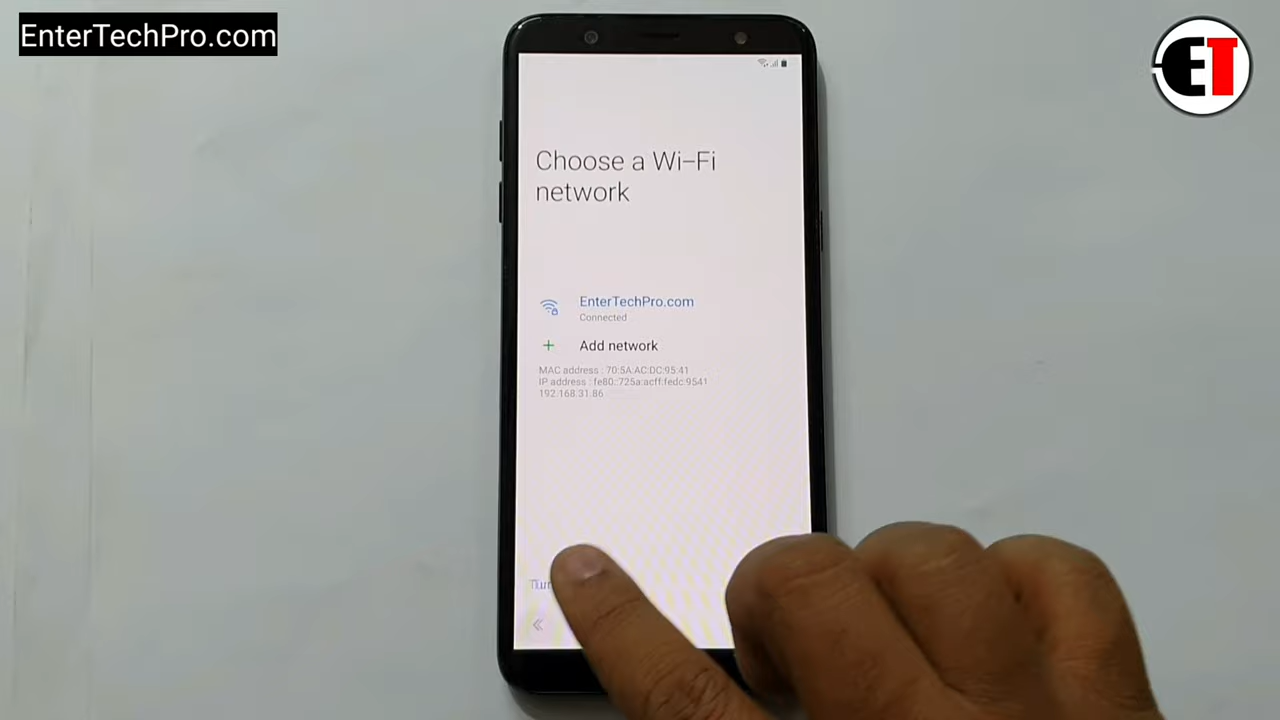 EnterTechPro.com
ET
Choose a Wi-Fi
network
EnterTechPro.com
Connected
Add network
MAC address : 70:5A:AC:DC:95:41
IP address : fe80::725a:acff:fedc:9541
192.168.31.86